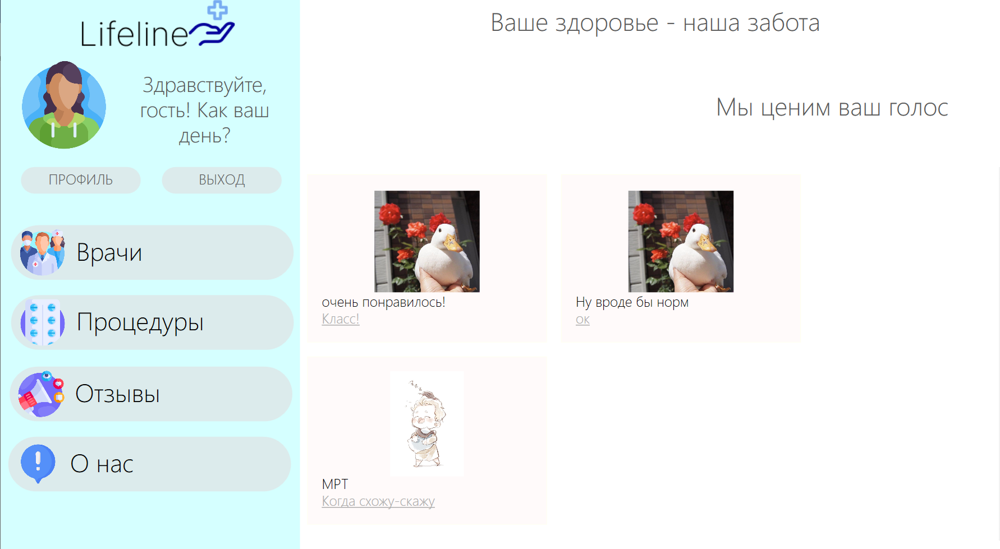 Lifeline
Здравствуйте,
гость! Как ваш
день?
ПРОФИЛЬ
ВЫХОД
Врачи
Процедуры
Отзывы
О нас
Ваше здоровье - наша забота
Мы ценим ваш голос
очень понравилось!
Класс!
Ну вроде бы норм
ок
zzz
МРТ
Когда схожу-скажу